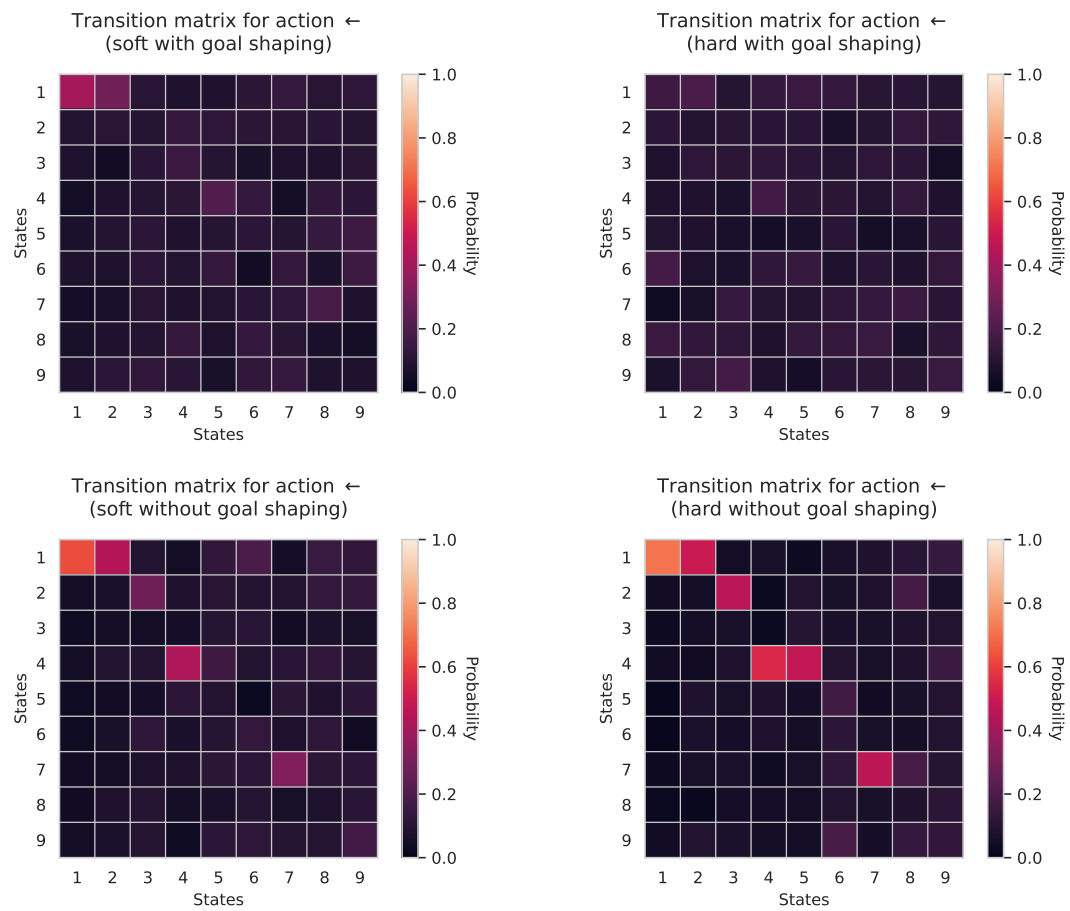 Transition matrix for action ←
(soft with goal shaping)
States
1
2
3
4
5
6
7
8
9
1 2 3 4 5 6 7 8 9
States
1.0
0.8
0.6
0.4
0.2
0.0
Probability
Transition matrix for action ←
(hard with goal shaping)
States
1
2
3
4
5
6
7
8
9
1 2 3 4 5 6 7 8 9
States
1.0
0.8
0.6
0.4
0.2
0.0
Probability
Transition matrix for action ←
(soft without goal shaping)
States
1
2
3
4
5
6
7
8
9
1 2 3 4 5 6 7 8 9
States
1.0
0.8
0.6
0.4
0.2
0.0
Probability
Transition matrix for action ←
(hard without goal shaping)
States
1
2
3
4
5
6
7
8
9
1 2 3 4 5 6 7 8 9
States
1.0
0.8
0.6
0.4
0.2
0.0
Probability